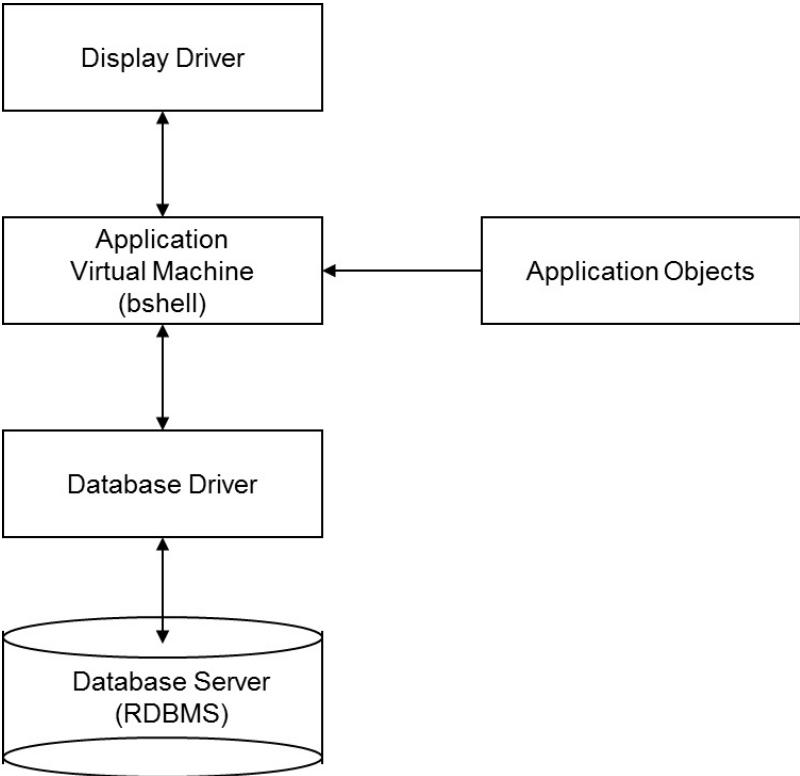 Display Driver
Application
Virtual Machine
(bshell)
Application Objects
Database Driver
Database Server
(RDBMS)